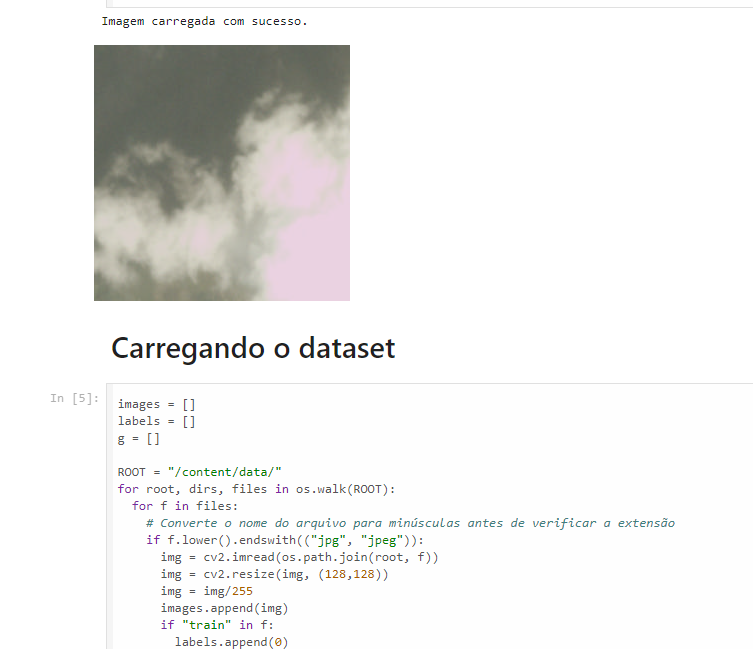 Imagem carregada com sucesso.
Carregando o dataset
In [5]:
images = []
labels = []
g = []
ROOT = "/content/data/"
for root, dirs, files in os.walk(ROOT):
  for f in files:
    # Converte o nome do arquivo para minúsculas antes de verificar a extensão
    if f.lower().endswith(("jpg", "jpeg")):
      img = cv2.imread(os.path.join(root, f))
      img = cv2.resize(img, (128,128))
      img = img/255
      images.append(img)
      if "train" in f:
        labels.append(0)